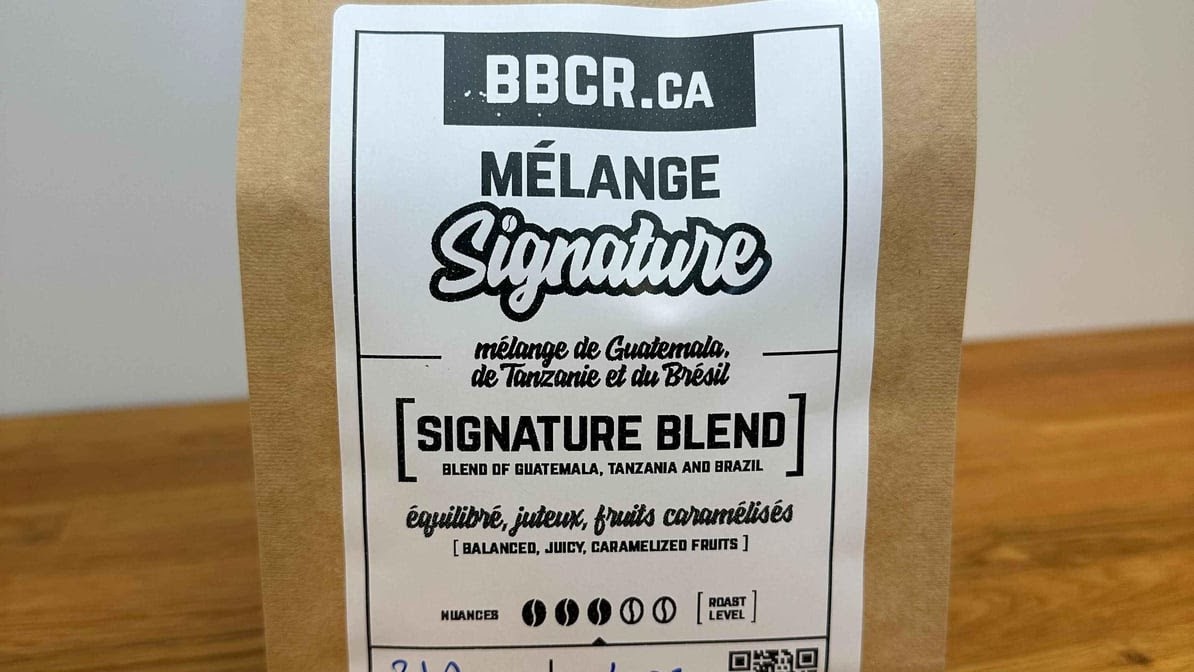 BBCR.CA
MÉLANGE
Signature
mélange de Guatemala,
de Tanzanie et du Brésil
[SIGNATURE BLEND]
BLEND OF GUATEMALA, TANZANIA AND BRAZIL
équilibré, juteux, fruits caramélisés
[BALANCED, JUICY, CARAMELIZED FRUITS]
NUANCES [ROAST
LEVEL]